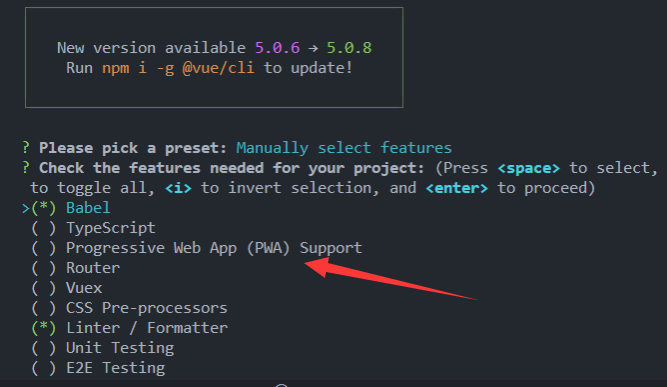 New version available 5.0.6 → 5.0.8
Run npm i -g @vue/cli to update!
? Please pick a preset: Manually select features
? Check the features needed for your project: (Press <space> to select,
to toggle all, <i> to invert selection, and <enter> to proceed)
>(*) Babel
( ) TypeScript
( ) Progressive Web App (PWA) Support
( ) Router
( ) Vuex
( ) CSS Pre-processors
(*) Linter / Formatter
( ) Unit Testing
( ) E2E Testing